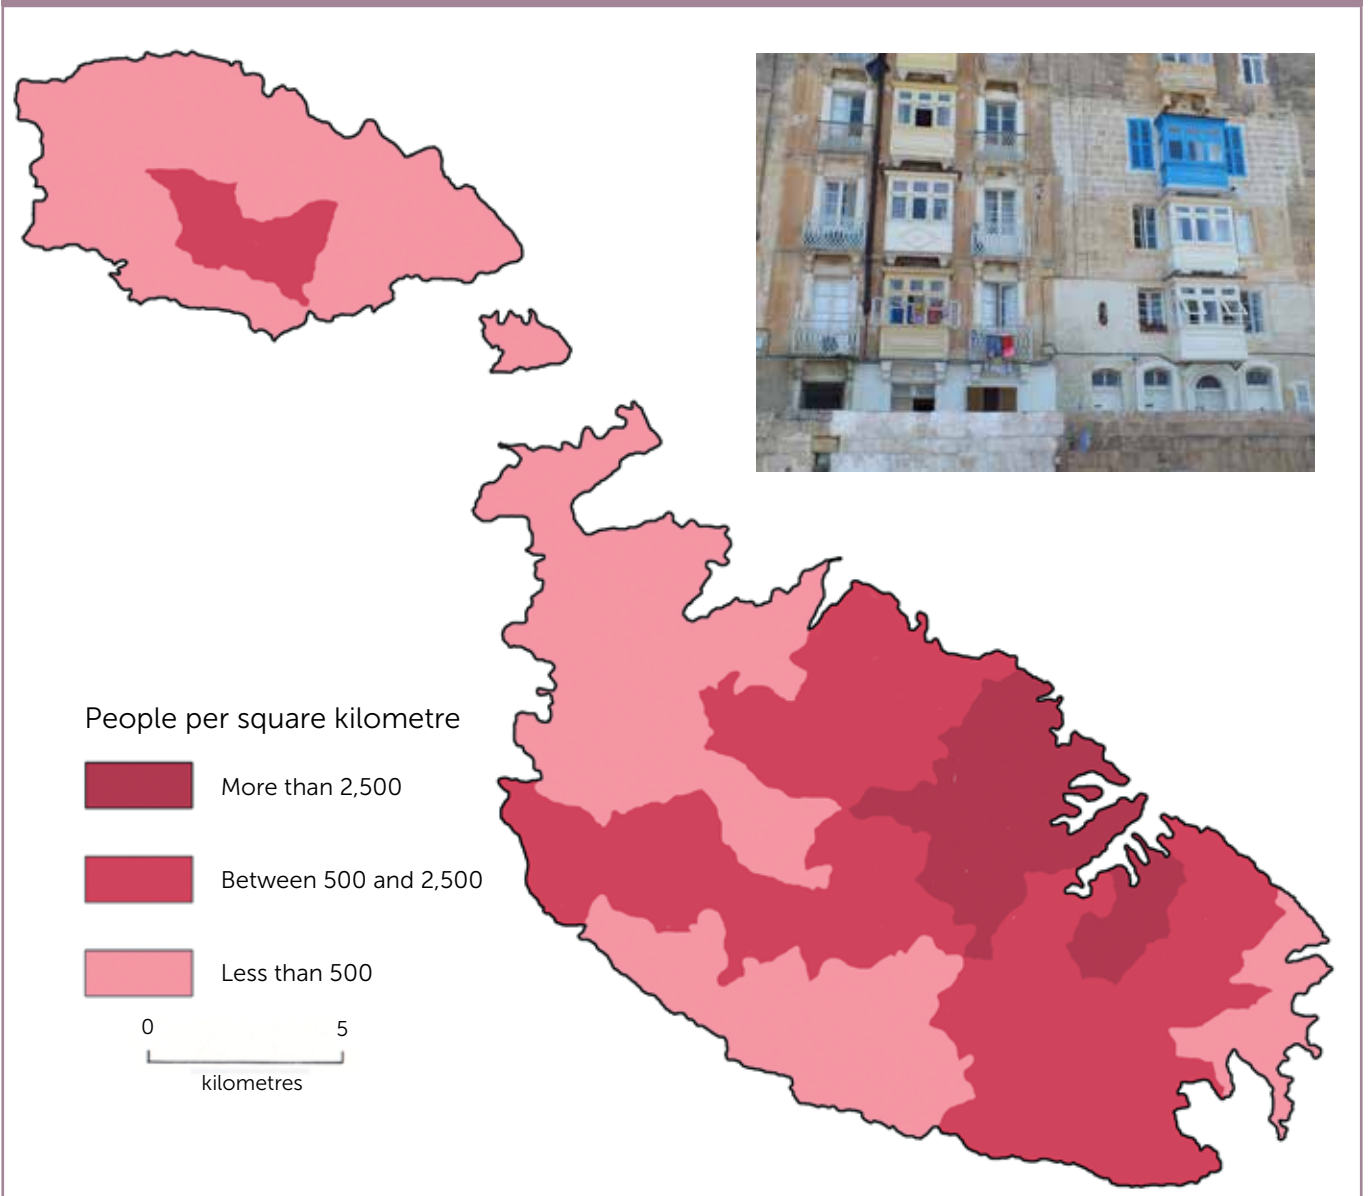 People per square kilometre
More than 2,500
Between 500 and 2,500
Less than 500
0 5
kilometres